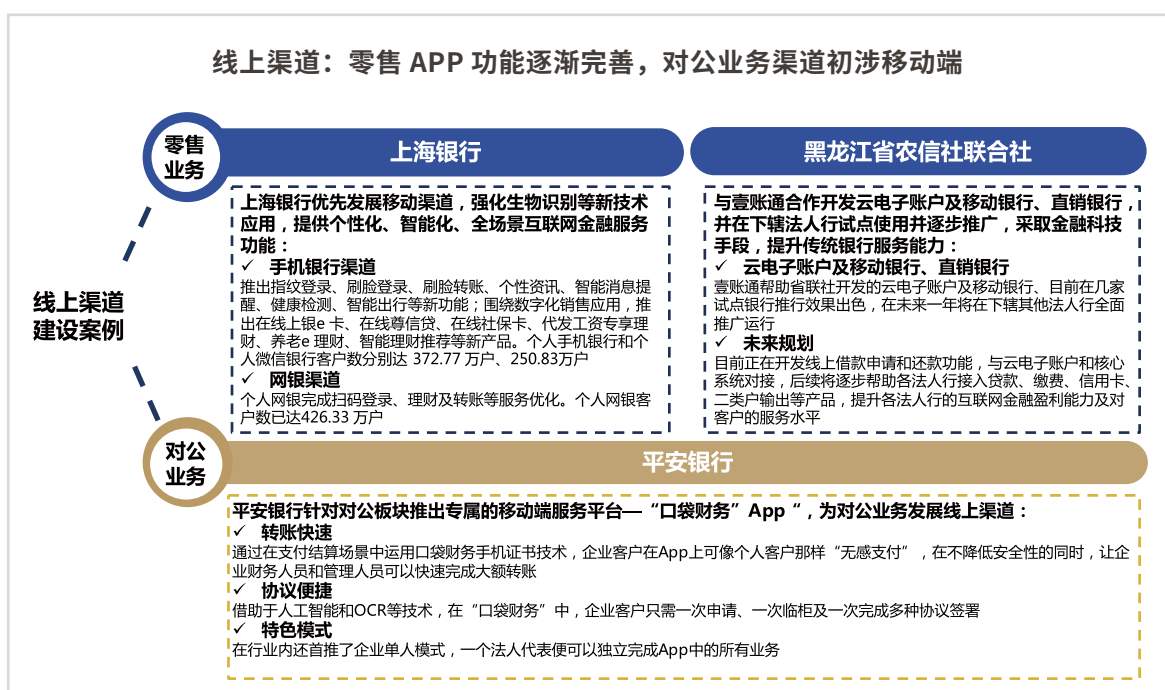 线上渠道：零售 APP 功能逐渐完善，对公业务渠道初涉移动端
零售
业务
上海银行
黑龙江省农信社联合社
上海银行优先发展移动渠道，强化生物识别等新技术
应用，提供个性化、智能化、全场景互联网金融服务
功能：
✓ 手机银行渠道
推出指纹登录、刷脸登录、刷脸转账、个性资讯、智能消息提
醒、健康检测、智能出行等新功能；围绕数字化销售应用，推
出在线上银e 卡、在线尊信贷、在线社保卡、代发工资专享理
财、养老e 理财、智能理财推荐等新产品。个人手机银行和个
人微信银行客户数分别达 372.77 万户、250.83万户
✓ 网银渠道
个人网银完成扫码登录、理财及转账等服务优化。个人网银客
户数已达426.33 万户
与壹账通合作开发云电子账户及移动银行、直销银行，
并在下辖法人行试点使用并逐步推广，采取金融科技
手段，提升传统银行服务能力：
✓ 云电子账户及移动银行、直销银行
壹账通帮助省联社开发的云电子账户及移动银行、目前在几家
试点银行推行效果出色，在未来一年将在下辖其他法人行全面
推广运行
✓ 未来规划
目前正在开发线上借款申请和还款功能，与云电子账户和核心
系统对接，后续将逐步帮助各法人行接入贷款、缴费、信用卡、
二类户输出等产品，提升各法人行的互联网金融盈利能力及对
客户的服务水平
线上渠道
建设案例
对公
业务
平安银行
平安银行针对对公板块推出专属的移动端服务平台—“口袋财务”App“，为对公业务发展线上渠道：
✓ 转账快速
通过在支付结算场景中运用口袋财务手机证书技术，企业客户在App上可像个人客户那样“无感支付”，在不降低安全性的同时，让企
业财务人员和管理人员可以快速完成大额转账
✓ 协议便捷
借助于人工智能和OCR等技术，在“口袋财务”中，企业客户只需一次申请、一次临柜及一次完成多种协议签署
✓ 特色模式
在行业内还首推了企业单人模式，一个法人代表便可以独立完成App中的所有业务